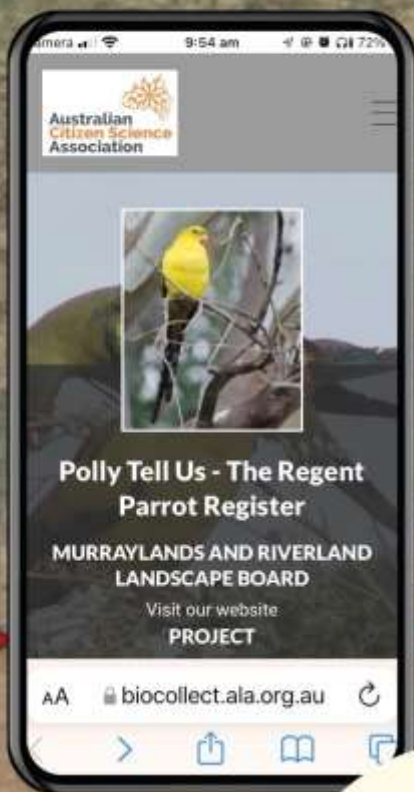 9:54 am
72%
Australian
Citizen Science
Association
Polly Tell Us - The Regent
Parrot Register
MURRAYLANDS AND RIVERLAND
LANDSCAPE BOARD
Visit our website
PROJECT
AA
biocollect.ala.org.au